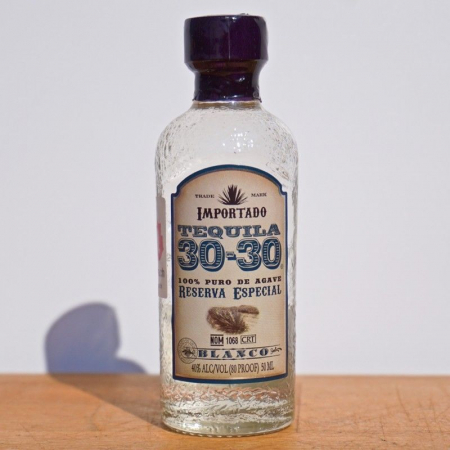 TRADE MARK
IMPORTADO
TEQUILA
30-30
100% PURO DE AGAVE
RESERVA ESPECIAL
NOM 1068 CRT
BLANCO
40% ALC/VOL (80 PROOF) 50 ML